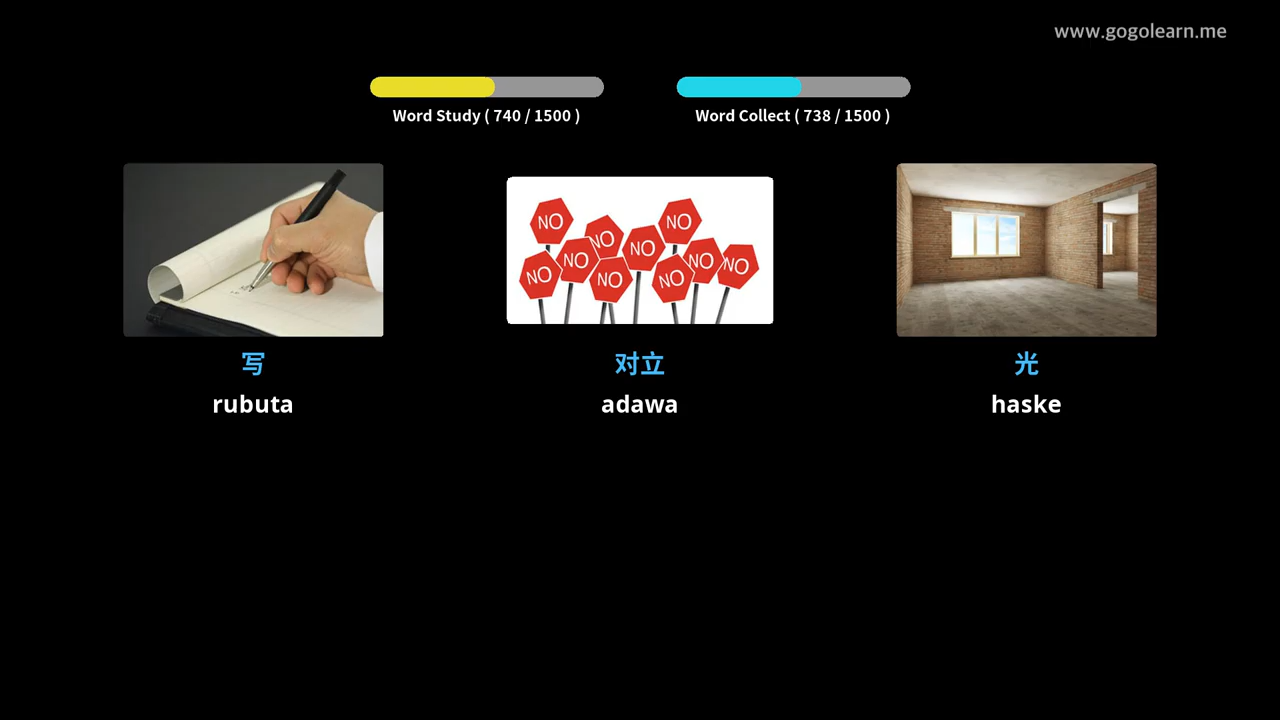 www.gogolearn.me
Word Study ( 740 / 1500 )
Word Collect ( 738 / 1500 )
NO
NO
NO
NO
NO
NO
NO
NO
NO
NO
写
对立
光
rubuta
adawa
haske